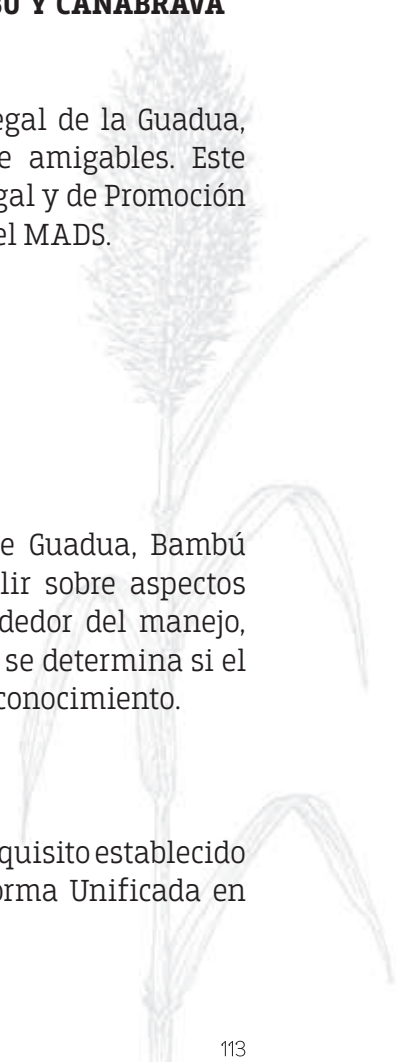 BÚ Y CAÑABRAVA
egal de la Guadua,
e amigables. Este
gal y de Promoción
el MADS.
e Guadua, Bambú
lir sobre aspectos
dedor del manejo,
se determina si el
conocimiento.
quisito establecido
orma Unificada en
113